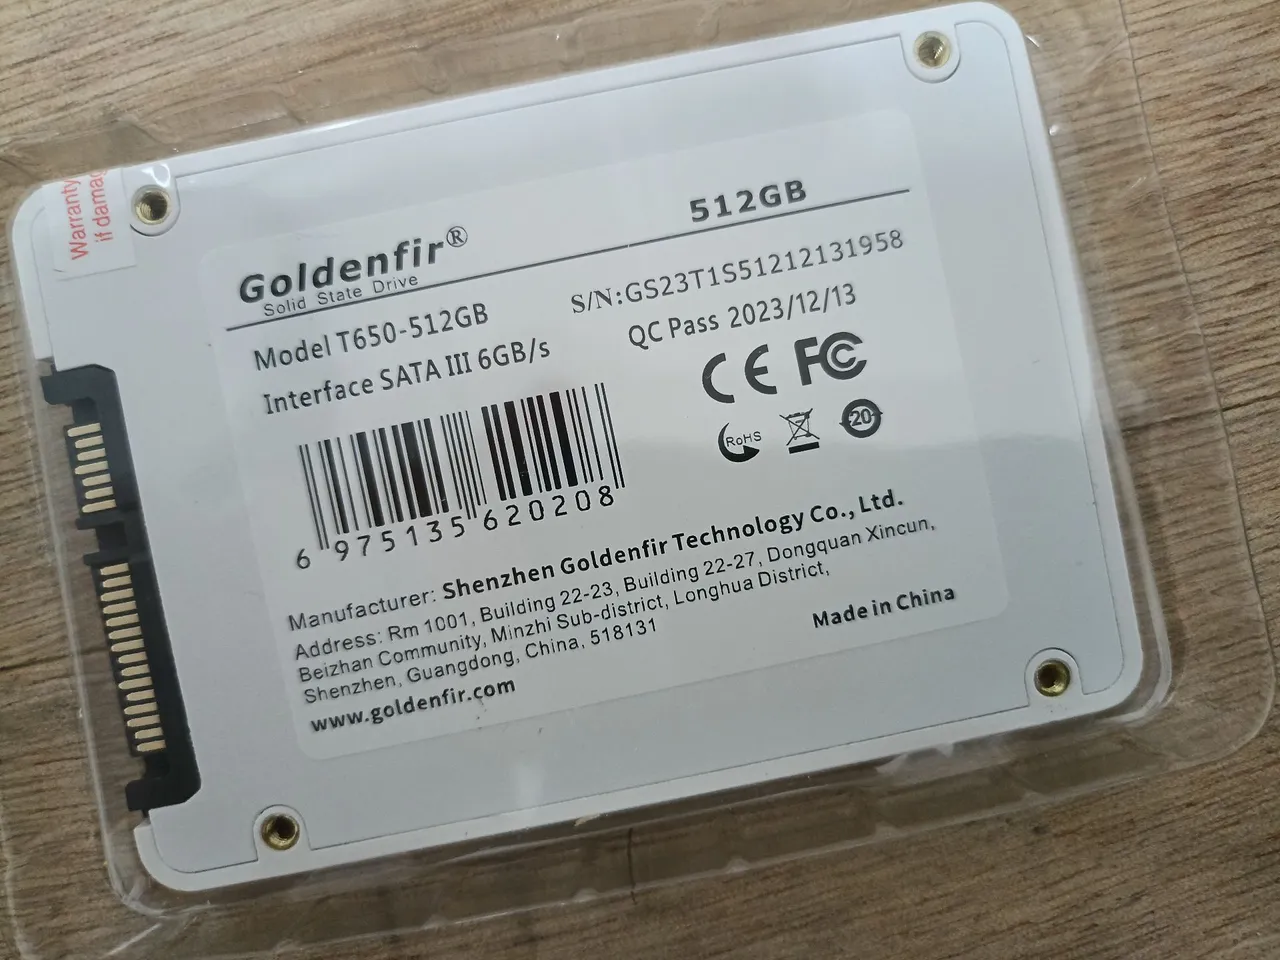 Warranty
if damag
Goldenfir®
Solid State Drive
512GB
Model T650-512GB
S/N:GS23T1S51212131958
Interface SATA III 6GB/s
QC Pass 2023/12/13
CE FC
RoHS
20
6 975135 620208
Manufacturer: Shenzhen Goldenfir Technology Co., Ltd.
Address: Rm 1001, Building 22-23, Building 22-27, Dongquan Xincun,
Beizhan Community, Minzhi Sub-district, Longhua District,
Shenzhen, Guangdong, China, 518131
www.goldenfir.com
Made in China